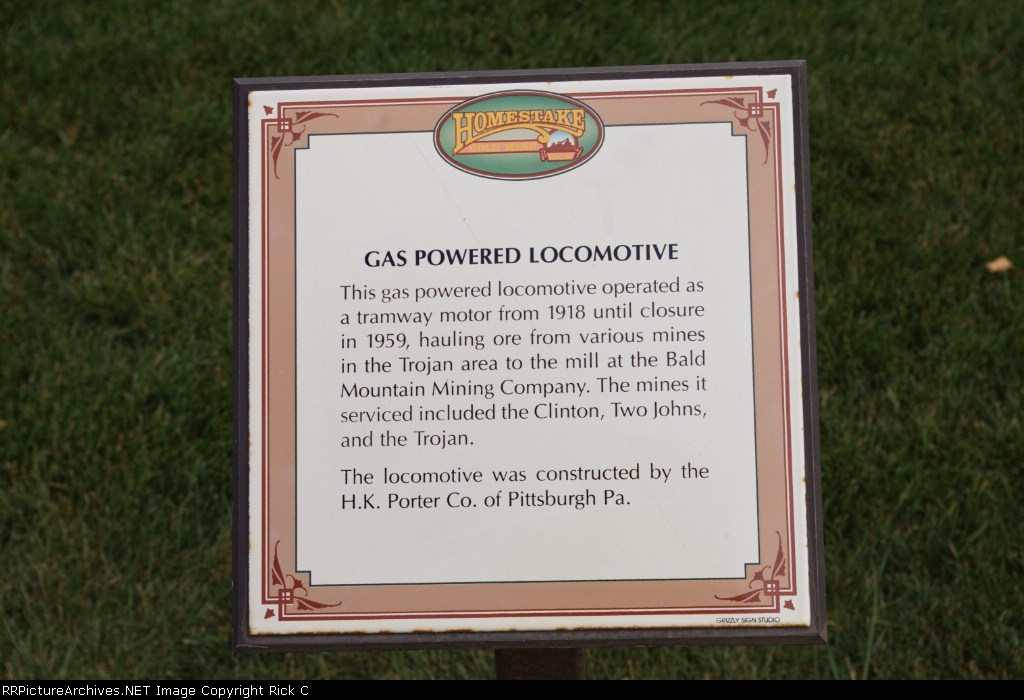 HOMESTAKE
GAS POWERED LOCOMOTIVE
This gas powered locomotive operated as
a tramway motor from 1918 until closure
in 1959, hauling ore from various mines
in the Trojan area to the mill at the Bald
Mountain Mining Company. The mines it
serviced included the Clinton, Two Johns,
and the Trojan.
The locomotive was constructed by the
H.K. Porter Co. of Pittsburgh Pa.
GRIZZLY SIGN STUDIO
RRPictureArchives.NET Image Copyright Rick C